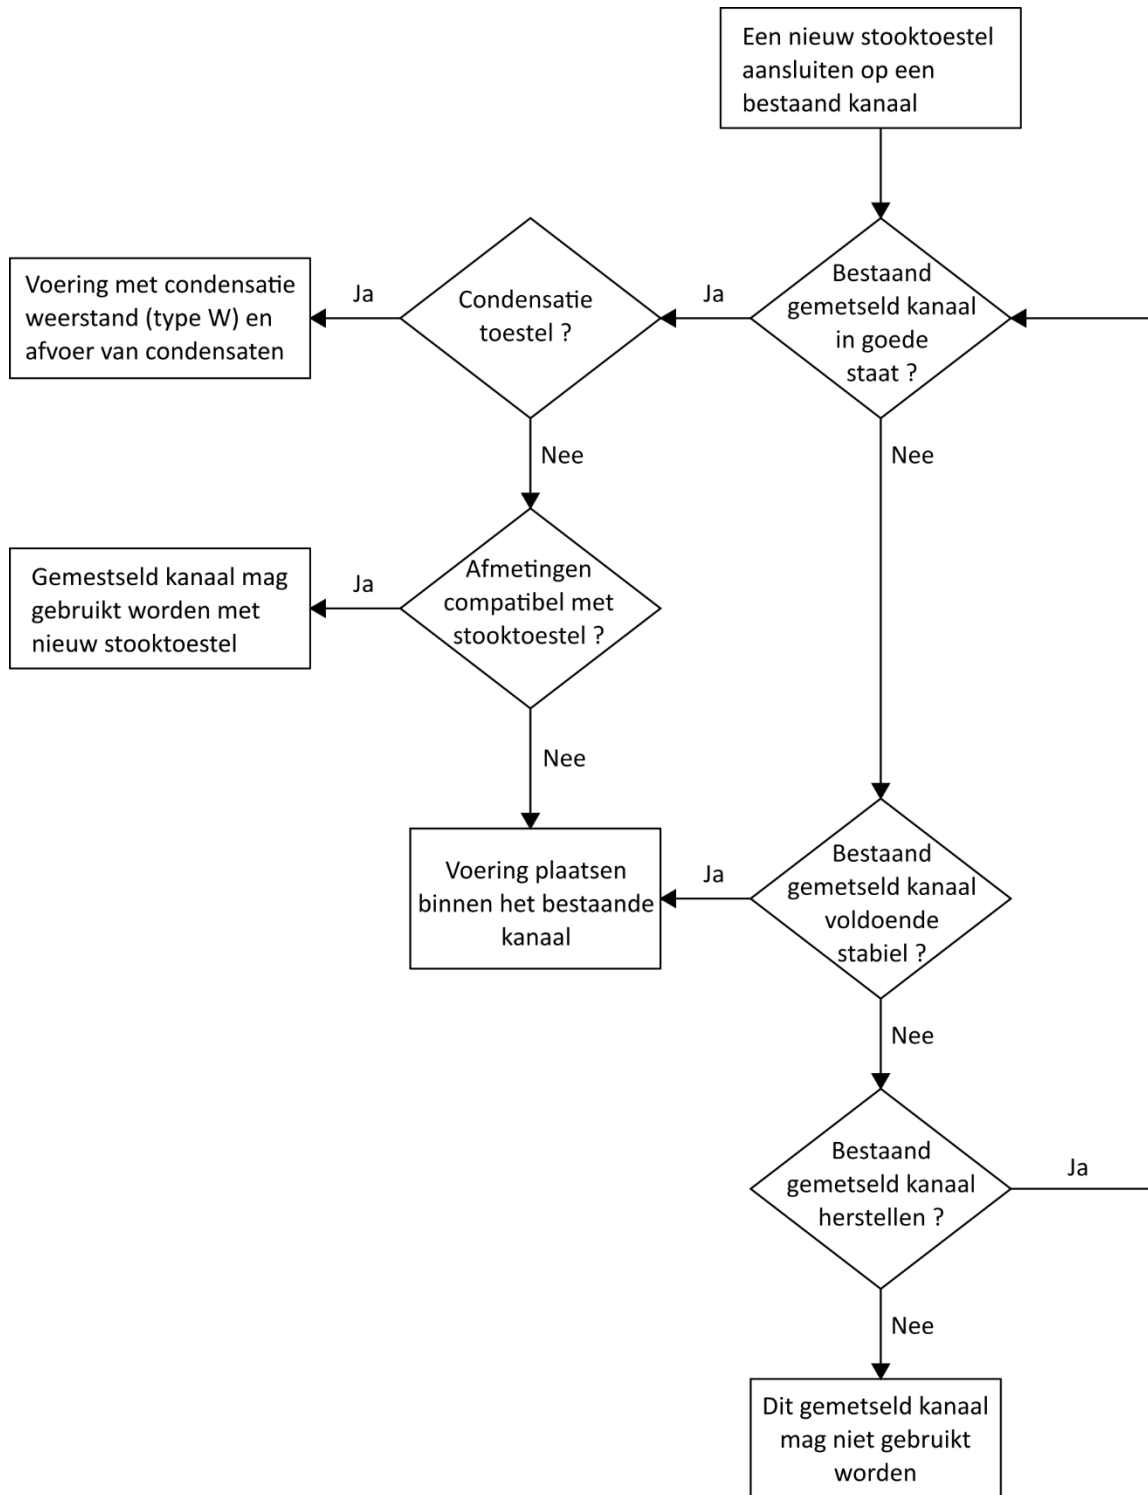 Een nieuw stooktoestel
aansluiten op een
bestaand kanaal
Bestaand
gemetseld kanaal
in goede
staat ?
Ja
Condensatie
toestel ?
Ja
Voering met condensatie
weerstand (type W) en
afvoer van condensaten
Nee
Nee
Afmetingen
compatibel met
stooktoestel ?
Ja
Gemestseld kanaal mag
gebruikt worden met
nieuw stooktoestel
Nee
Bestaand
gemetseld kanaal
voldoende
stabiel ?
Ja
Voering plaatsen
binnen het bestaande
kanaal
Nee
Bestaand
gemetseld kanaal
herstellen ?
Ja
Nee
Dit gemetseld kanaal
mag niet gebruikt
worden